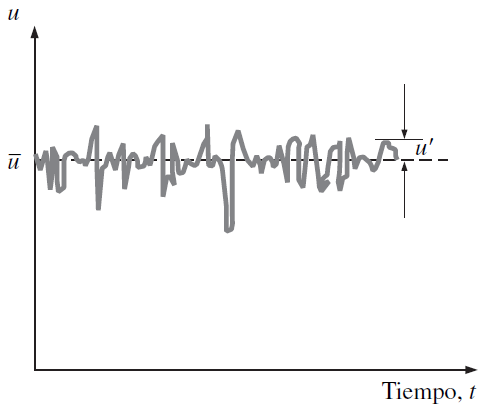 u
u̅
u′
Tiempo, t